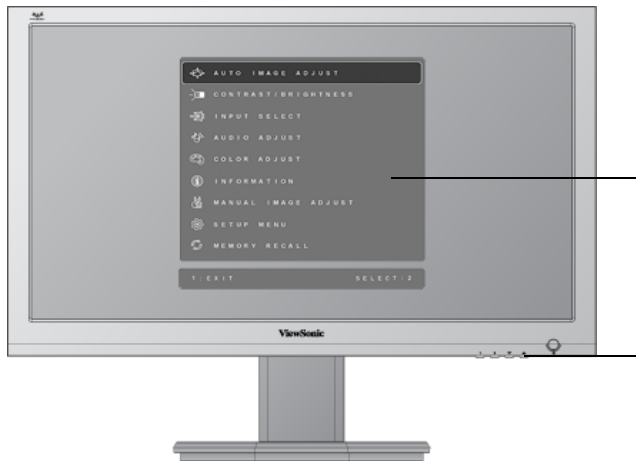 AUTO IMAGE ADJUST
CONTRAST/BRIGHTNESS
INPUT SELECT
AUDIO ADJUST
COLOR ADJUST
INFORMATION
MANUAL IMAGE ADJUST
SETUP MENU
MEMORY RECALL
1:EXIT SELECT:2
ViewSonic